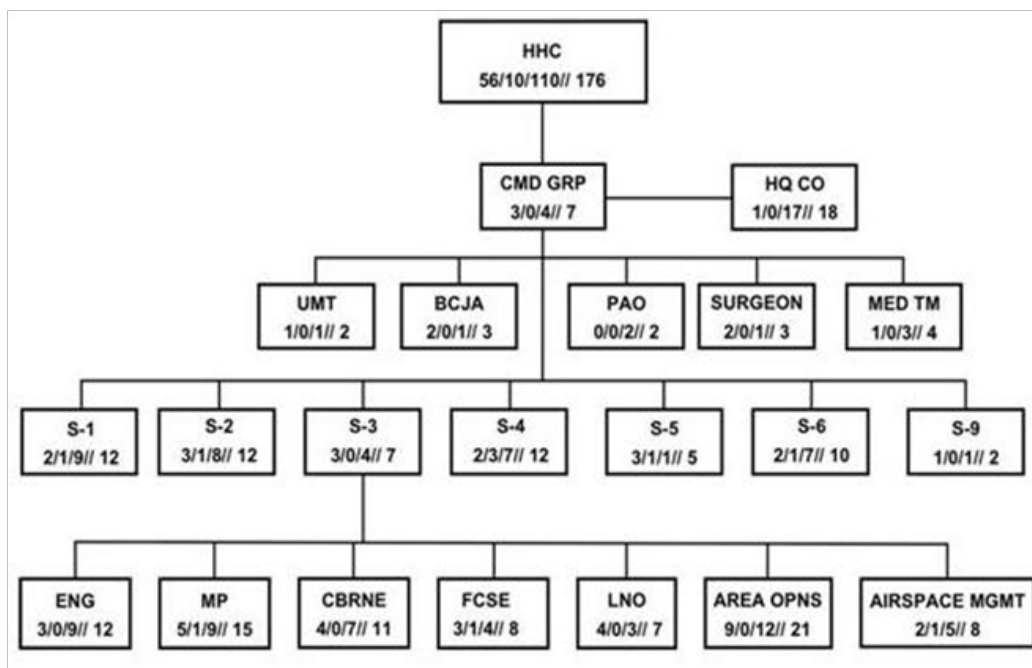 HHC
56/10/110// 176
CMD GRP
3/0/4// 7
HQ CO
1/0/17// 18
UMT
1/0/1// 2
BCJA
2/0/1// 3
PAO
0/0/2// 2
SURGEON
2/0/1// 3
MED TM
1/0/3// 4
S-1
2/1/9// 12
S-2
3/1/8// 12
S-3
3/0/4// 7
S-4
2/3/7// 12
S-5
3/1/1// 5
S-6
2/1/7// 10
S-9
1/0/1// 2
ENG
3/0/9// 12
MP
5/1/9// 15
CBRNE
4/0/7// 11
FCSE
3/1/4// 8
LNO
4/0/3// 7
AREA OPNS
9/0/12// 21
AIRSPACE MGMT
2/1/5// 8